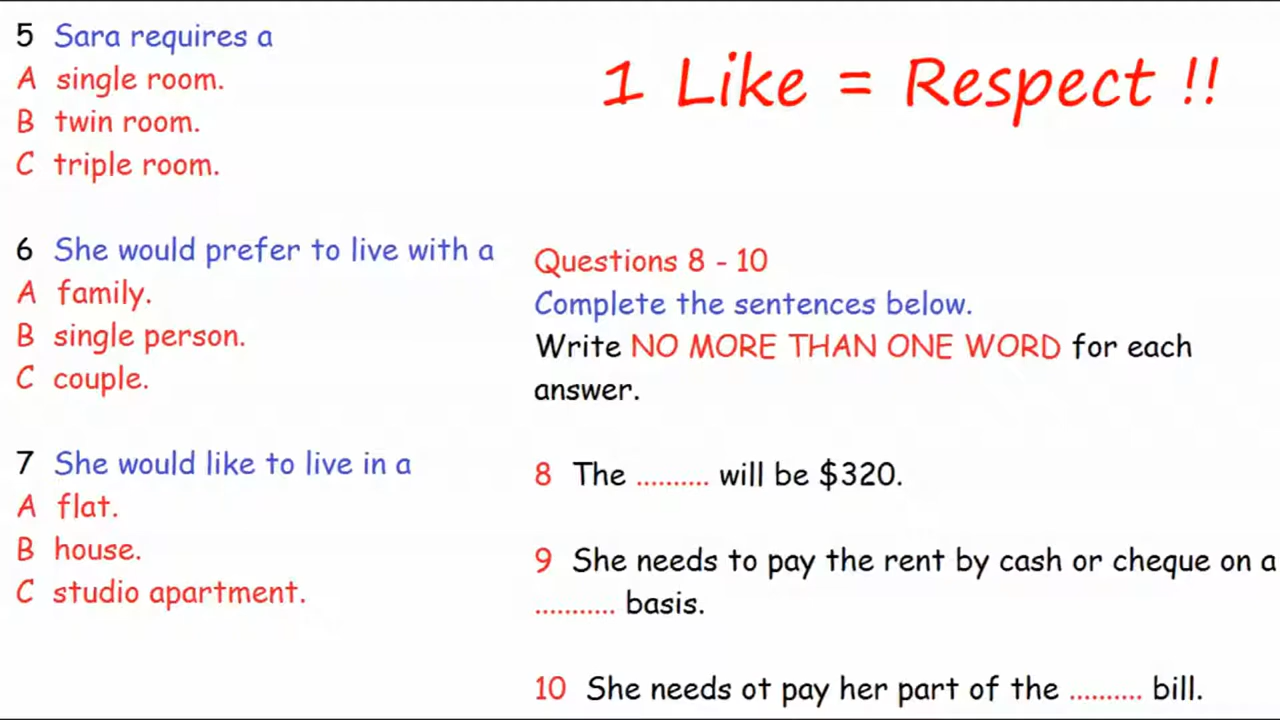 5 Sara requires a
A single room.
B twin room.
C triple room.
6 She would prefer to live with a
A family.
B single person.
C couple.
7 She would like to live in a
A flat.
B house.
C studio apartment.
1 Like = Respect !!
Questions 8 - 10
Complete the sentences below.
Write NO MORE THAN ONE WORD for each
answer.
8 The .......... will be $320.
9 She needs to pay the rent by cash or cheque on a
........... basis.
10 She needs ot pay her part of the .......... bill.